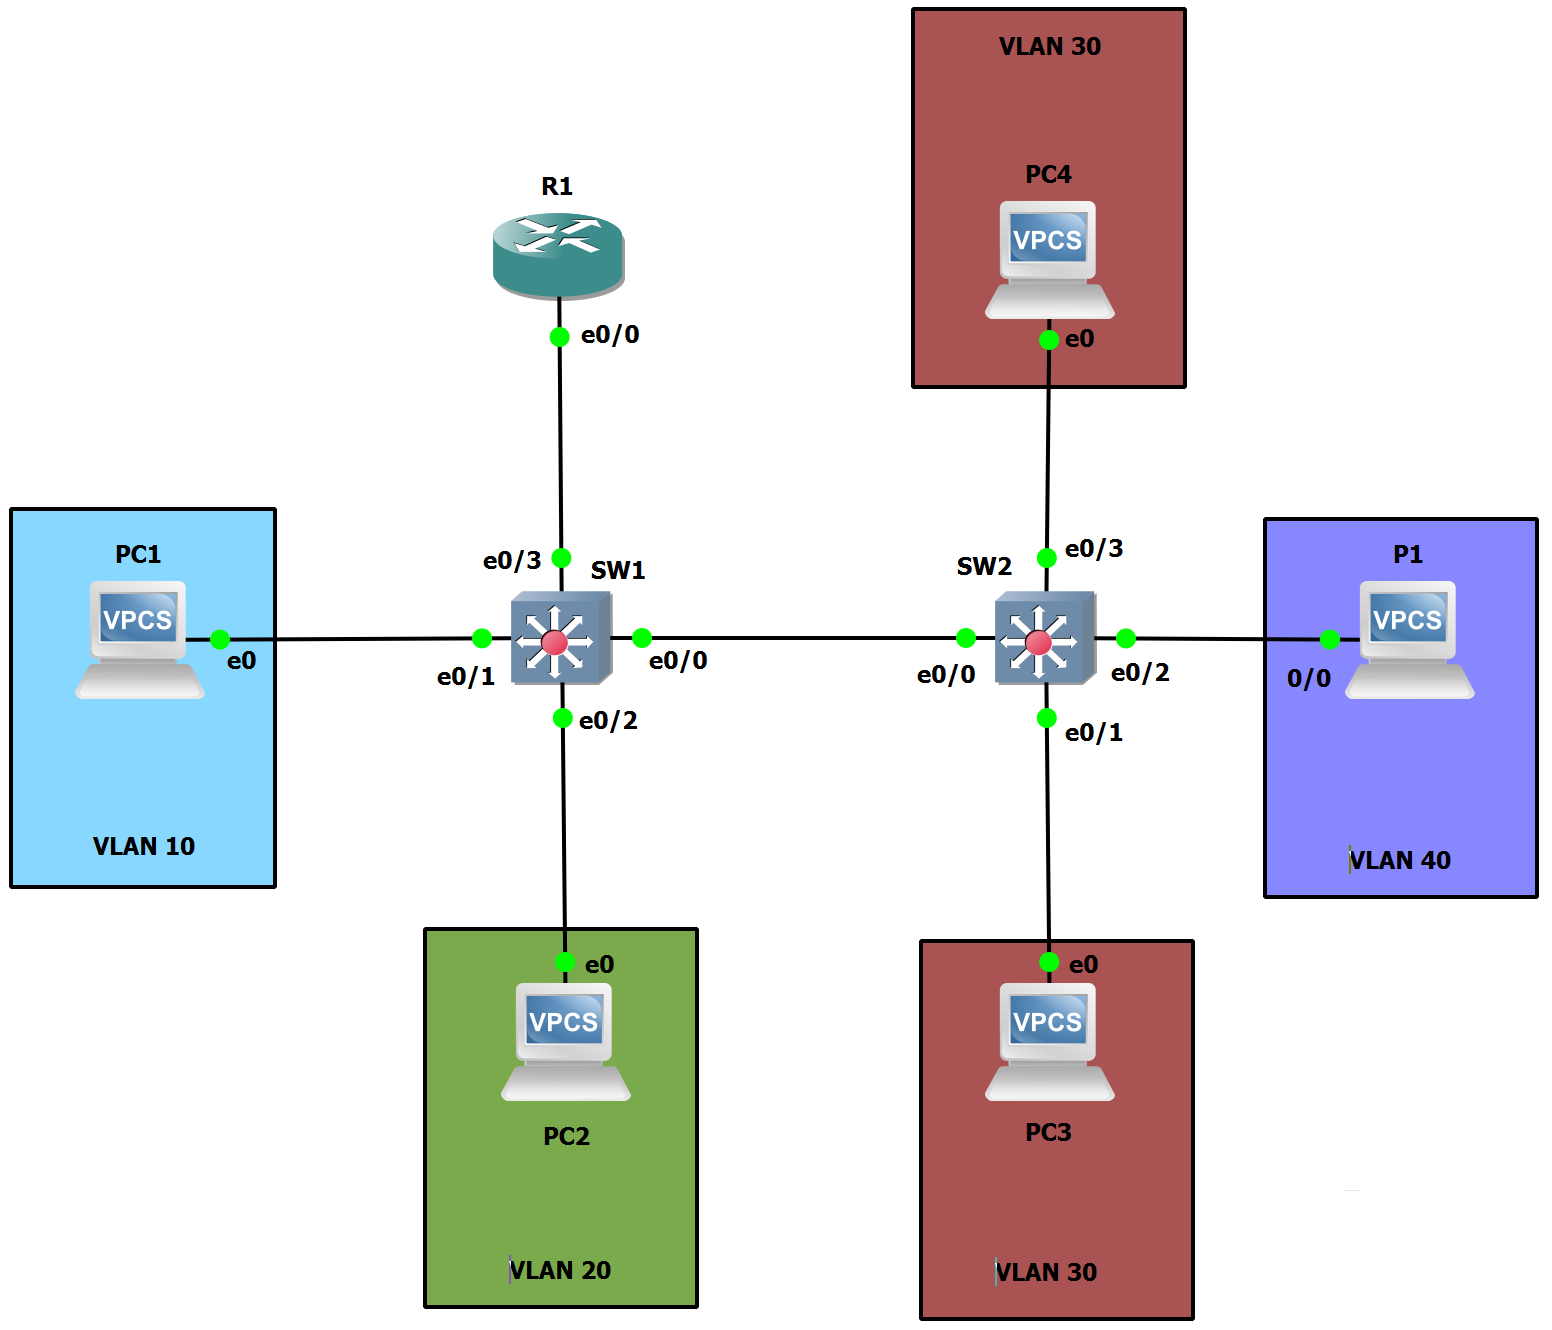 VLAN 30
PC4
VPCS
e0
R1
e0/0
PC1
VPCS
e0
VLAN 10
e0/3
SW1
e0/1
e0/0
e0/2
SW2
e0/3
e0/0
e0/2
e0/1
P1
VPCS
0/0
VLAN 40
e0
VPCS
PC2
VLAN 20
e0
VPCS
PC3
VLAN 30